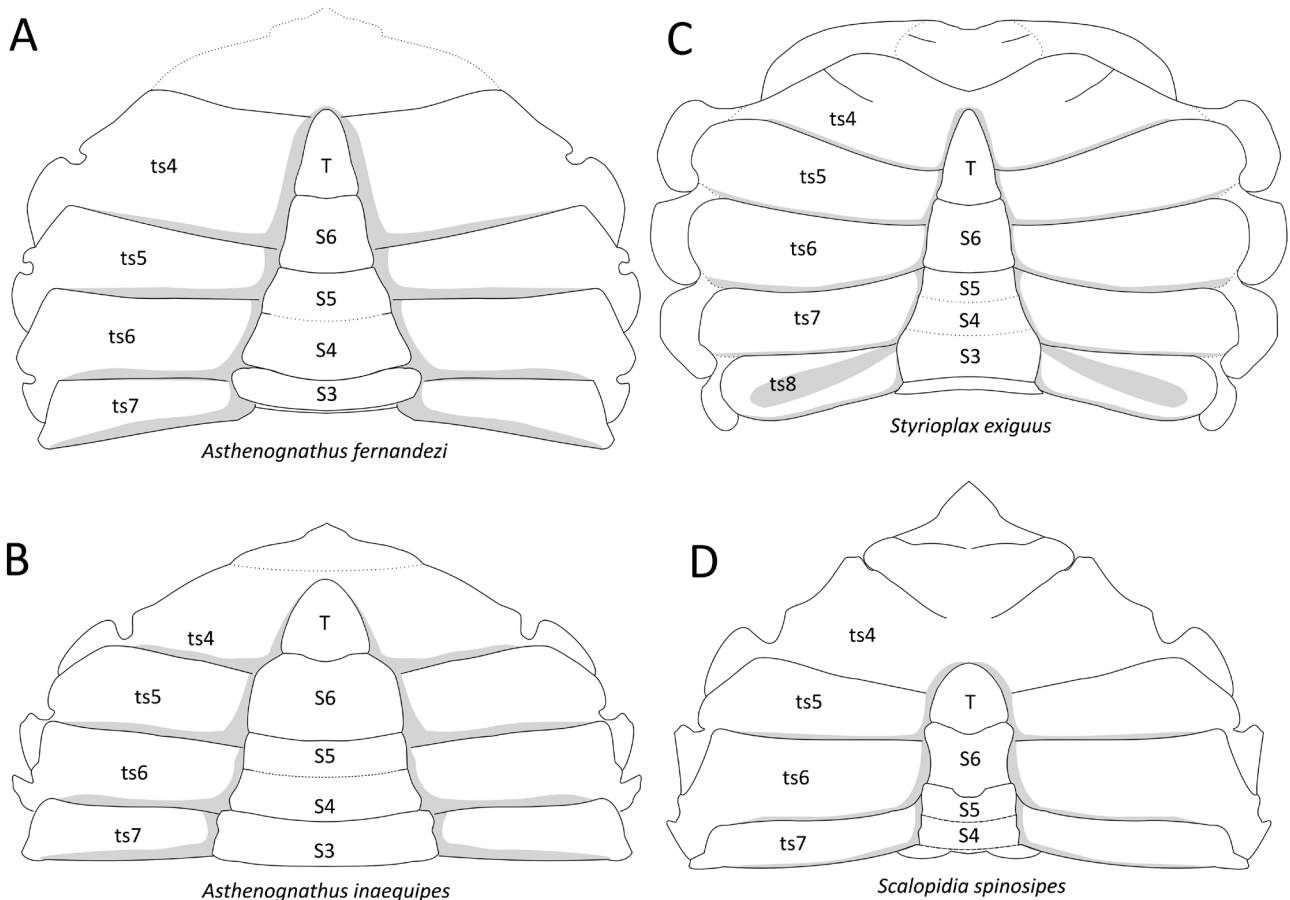 A
ts4
T
ts5
S6
S5
ts6
S4
ts7
S3
Asthenognathus fernandezi
B
T
ts4
ts5
S6
S5
ts6
S4
ts7
S3
Asthenognathus inaequipes
C
ts4
T
ts5
S6
ts6
S5
ts7
S4
S3
ts8
Styrioplax exiguus
D
ts4
T
ts5
S6
ts6
S5
S4
ts7
Scalopidia spinosipes